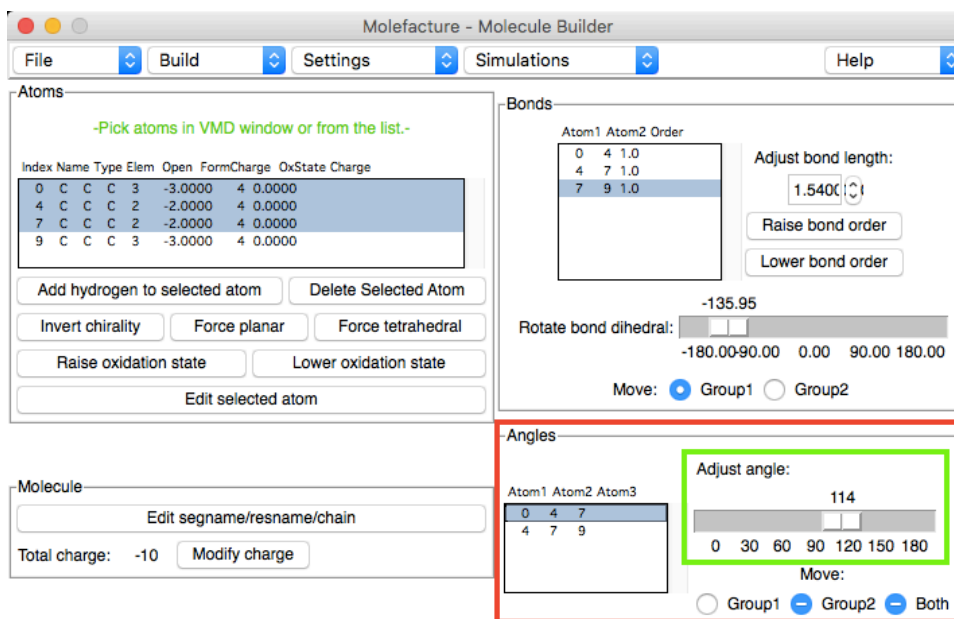 Molefacture - Molecule Builder
File Build Settings Simulations Help
Atoms
-Pick atoms in VMD window or from the list.-
Index Name Type Elem Open FormCharge OxState Charge
0 C C C 3 -3.0000 4 0.0000
4 C C C 2 -2.0000 4 0.0000
7 C C C 2 -2.0000 4 0.0000
9 C C C 3 -3.0000 4 0.0000
Add hydrogen to selected atom Delete Selected Atom
Invert chirality Force planar Force tetrahedral
Raise oxidation state Lower oxidation state
Edit selected atom
Molecule
Edit segname/resname/chain
Total charge: -10 Modify charge
Bonds
Atom1 Atom2 Order
0 4 1.0
4 7 1.0
7 9 1.0
Adjust bond length:
1.540
Raise bond order
Lower bond order
-135.95
Rotate bond dihedral:
-180.00-90.00 0.00 90.00 180.00
Move: Group1 Group2
Angles
Atom1 Atom2 Atom3
0 4 7
4 7 9
Adjust angle:
114
0 30 60 90 120 150 180
Move:
Group1 Group2 Both